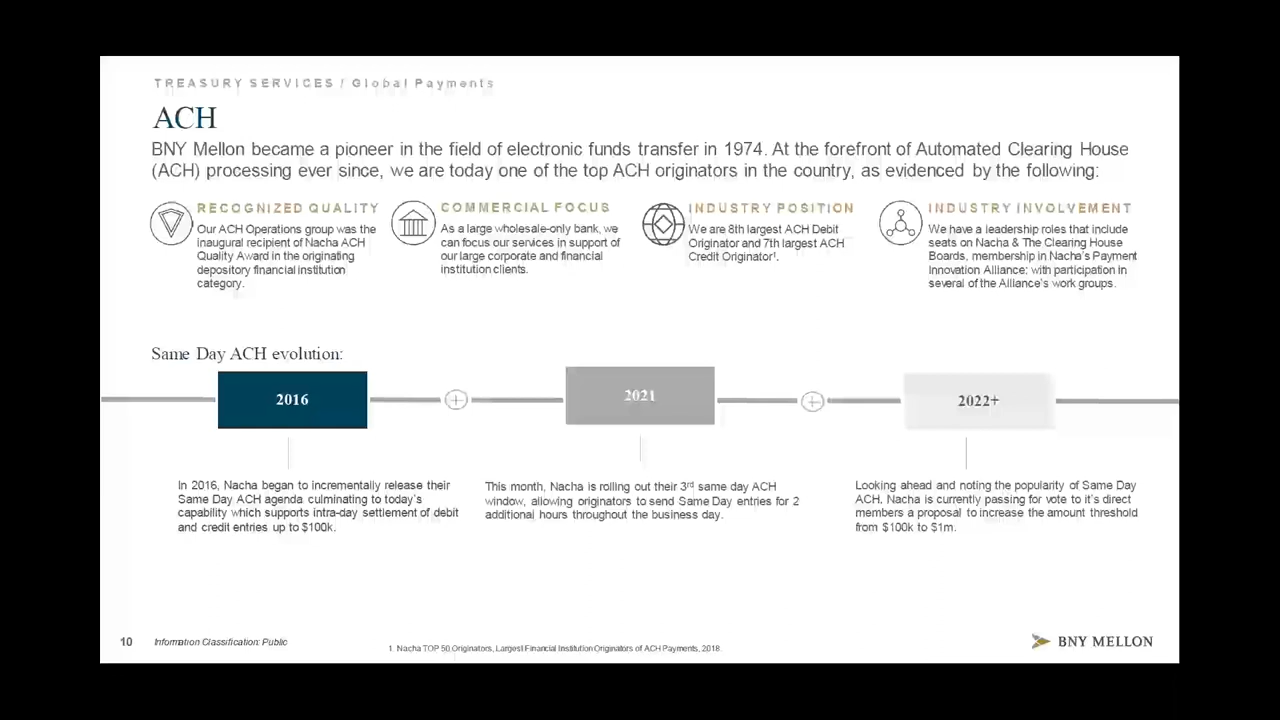 TREASURY SERVICES / Global Payments
ACH
BNY Mellon became a pioneer in the field of electronic funds transfer in 1974. At the forefront of Automated Clearing House
(ACH) processing ever since, we are today one of the top ACH originators in the country, as evidenced by the following:
RECOGNIZED QUALITY
Our ACH Operations group was the
inaugural recipient of Nacha ACH
Quality Award in the originating
depository financial institution
category.
COMMERCIAL FOCUS
As a large wholesale-only bank, we
can focus our services in support of
our large corporate and financial
institution clients.
INDUSTRY POSITION
We are 8th largest ACH Debit
Originator and 7th largest ACH
Credit Originator¹.
INDUSTRY INVOLVEMENT
We have a leadership roles that include
seats on Nacha & The Clearing House
Boards, membership in Nacha's Payment
Innovation Alliance; with participation in
several of the Alliance's work groups.
Same Day ACH evolution:
2016
In 2016, Nacha began to incrementally release their
Same Day ACH agenda culminating to today's
capability which supports intra-day settlement of debit
and credit entries up to $100k.
2021
This month, Nacha is rolling out their 3rd same day ACH
window, allowing originators to send Same Day entries for 2
additional hours throughout the business day.
2022+
Looking ahead and noting the popularity of Same Day
ACH. Nacha is currently passing for vote to it's direct
members a proposal to increase the amount threshold
from $100k to $1m.
10
Information Classification: Public
1. Nacha TOP 50 Originators, Largest Financial Institution Originators of ACH Payments, 2018.
BNY MELLON